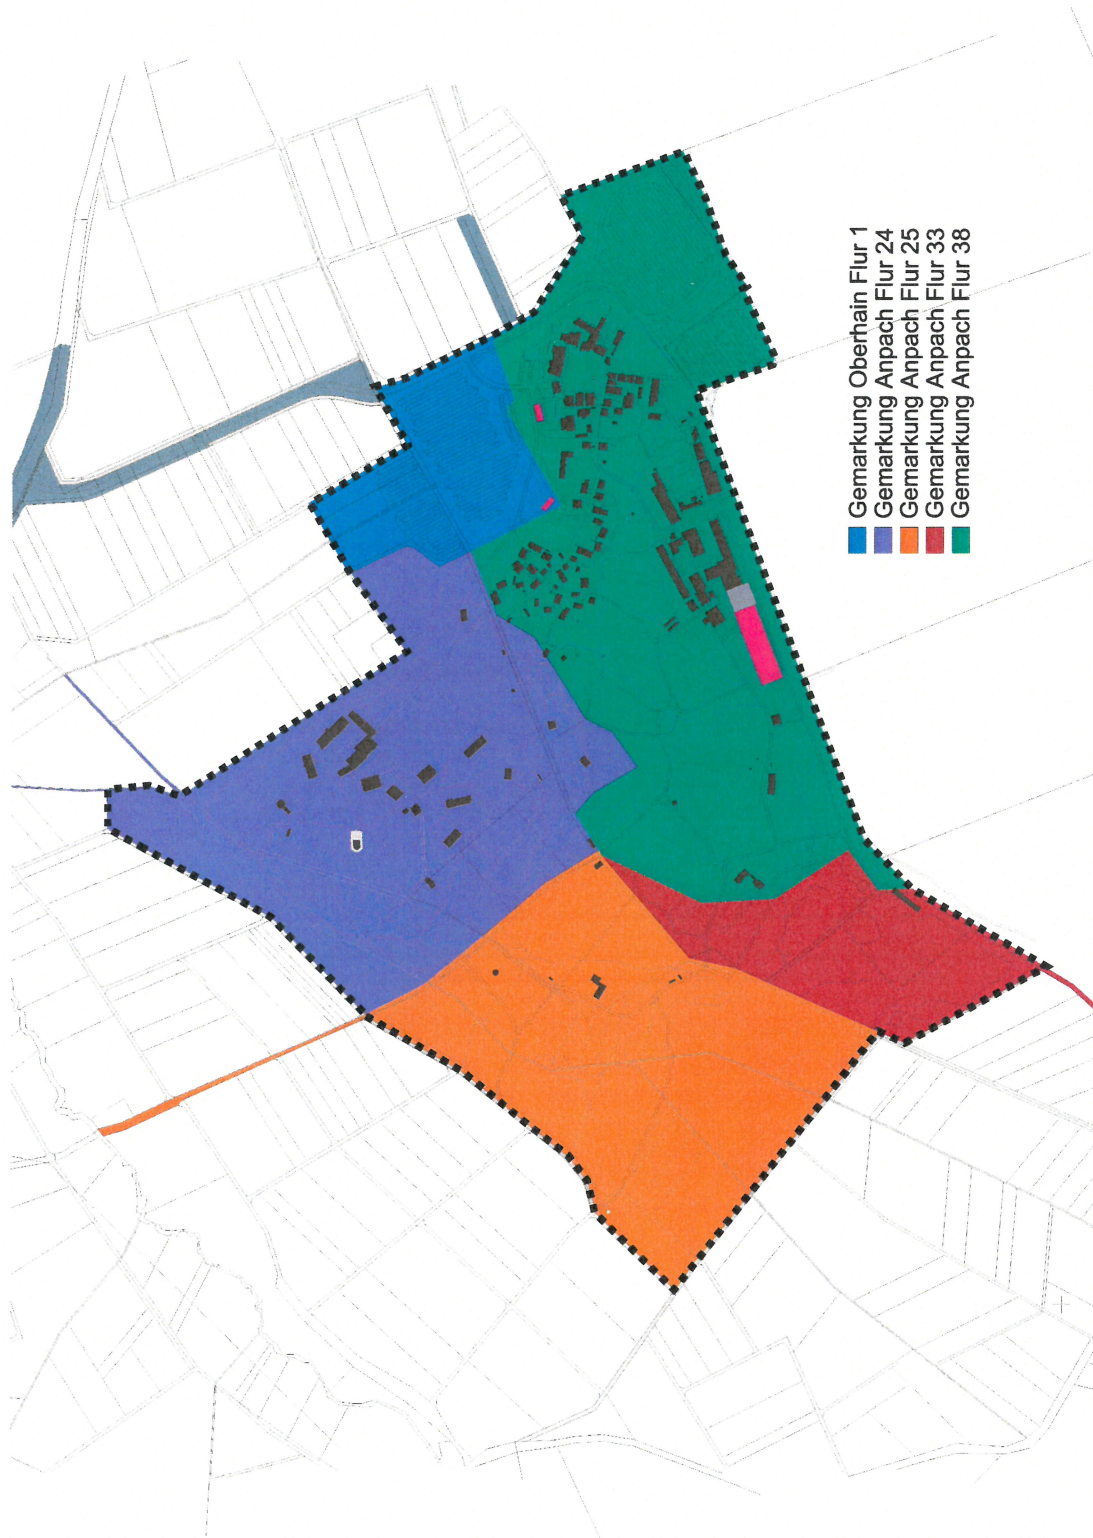 Gemarkung Oberhain Flur 1
Gemarkung Anpach Flur 24
Gemarkung Anpach Flur 25
Gemarkung Anpach Flur 33
Gemarkung Anpach Flur 38